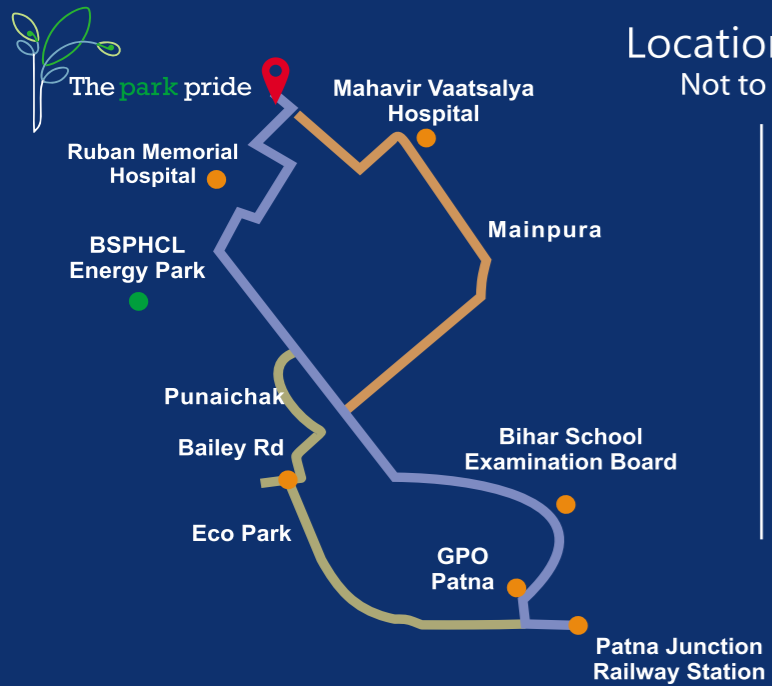 Location
Not to
The park pride
Mahavir Vaatsalya
Hospital
Ruban Memorial
Hospital
Mainpura
BSPHCL
Energy Park
Punaichak
Bailey Rd
Bihar School
Examination Board
Eco Park
GPO
Patna
Patna Junction
Railway Station